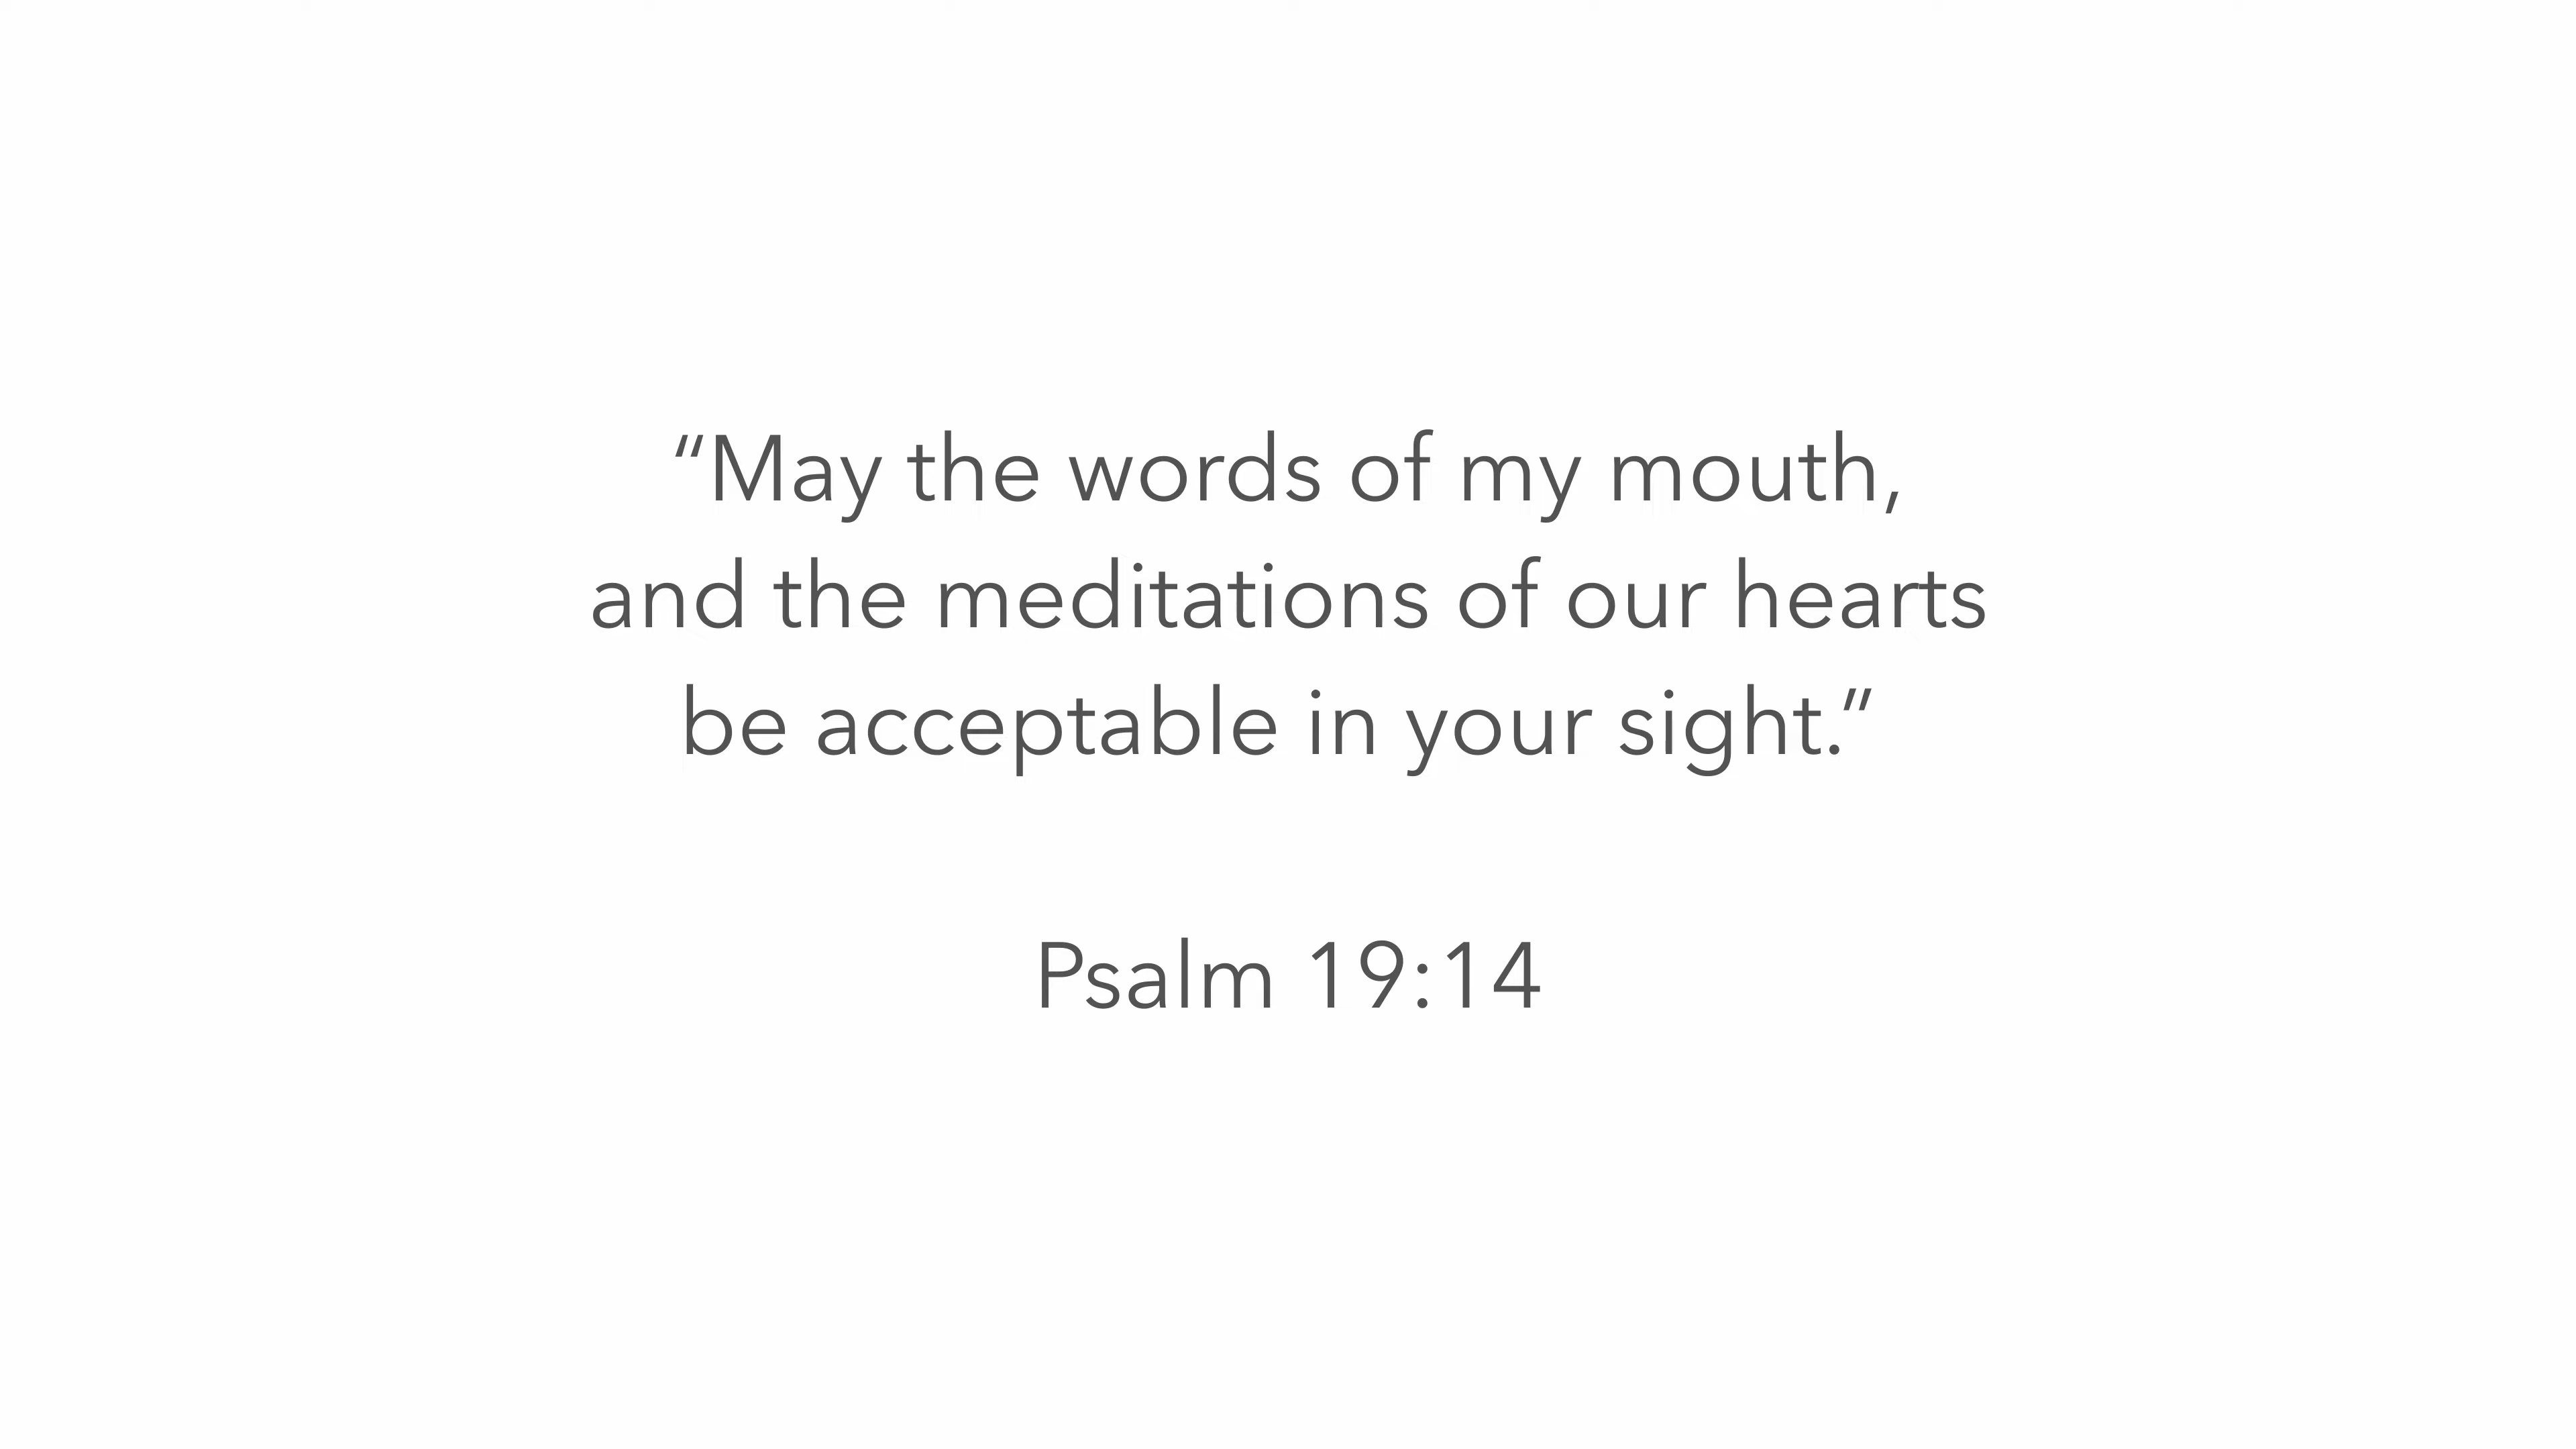 “May the words of my mouth,
and the meditations of our hearts
be acceptable in your sight.”
Psalm 19:14